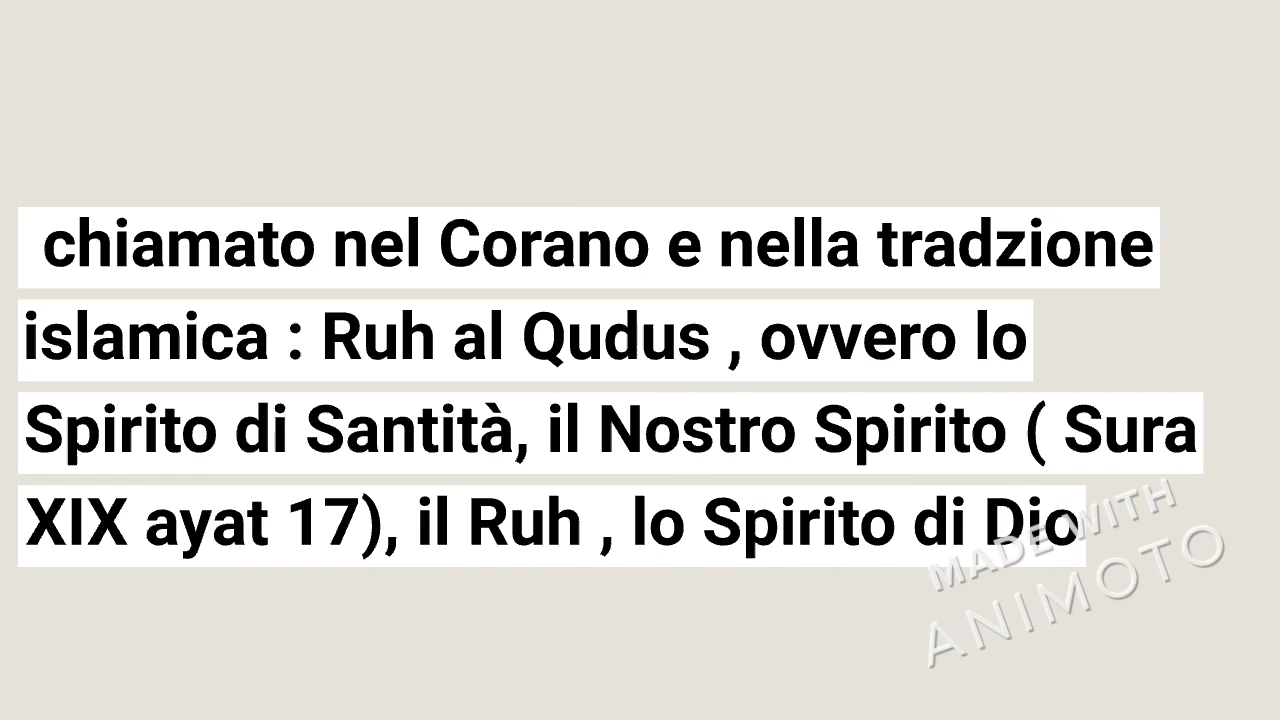 chiamato nel Corano e nella tradzione
islamica : Ruh al Qudus , ovvero lo
Spirito di Santità, il Nostro Spirito ( Sura
XIX ayat 17), il Ruh , lo Spirito di Dio
MADE WITH
ANIMOTO